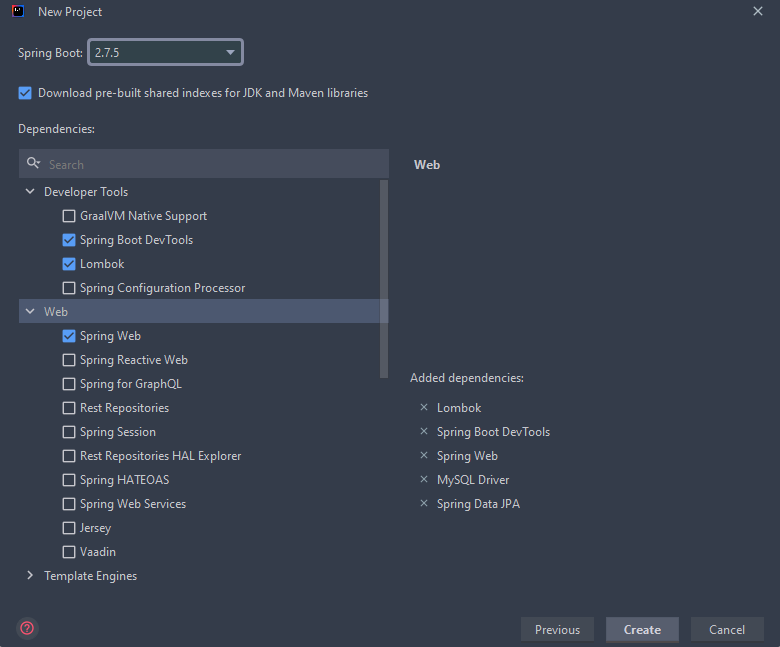 New Project
Spring Boot: 2.7.5
Download pre-built shared indexes for JDK and Maven libraries
Dependencies:
Search
Developer Tools
GraalVM Native Support
Spring Boot DevTools
Lombok
Spring Configuration Processor
Web
Spring Web
Spring Reactive Web
Spring for GraphQL
Rest Repositories
Spring Session
Rest Repositories HAL Explorer
Spring HATEOAS
Spring Web Services
Jersey
Vaadin
Template Engines
Web
Added dependencies:
Lombok
Spring Boot DevTools
Spring Web
MySQL Driver
Spring Data JPA
Previous Create Cancel